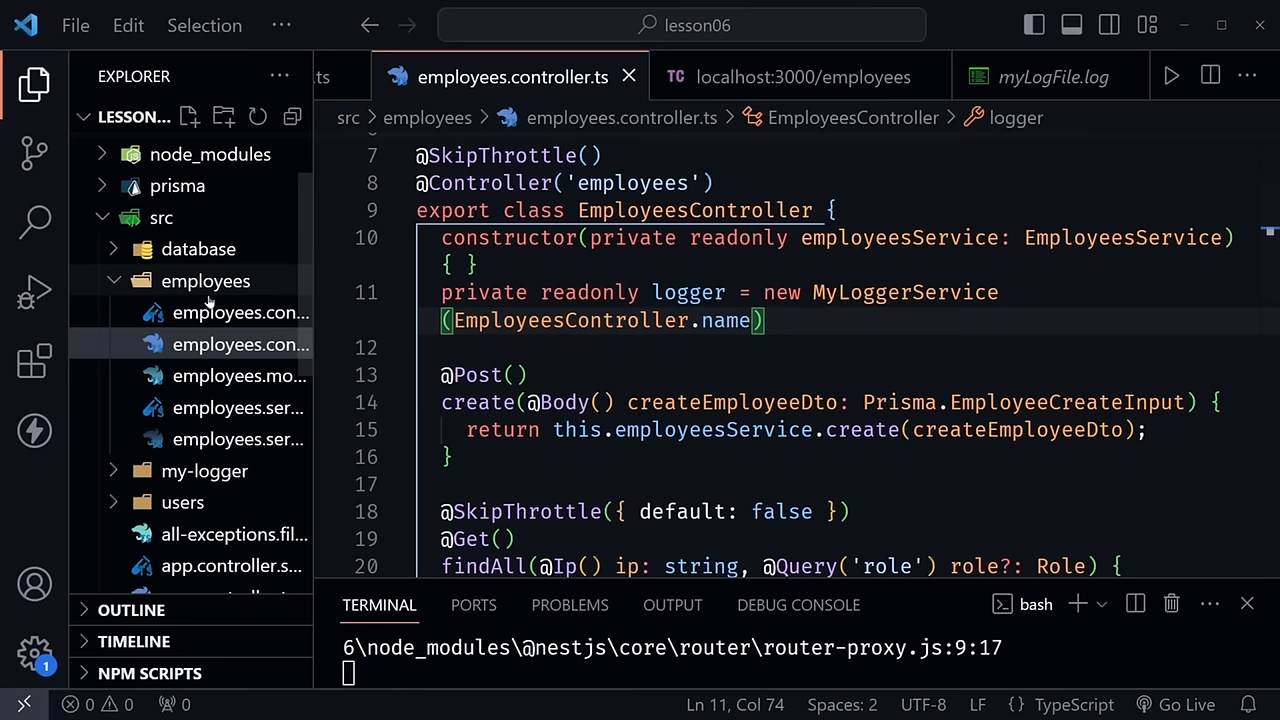 File Edit Selection ···
lesson06
EXPLORER ···
LESSON...
node_modules
prisma
src
database
employees
employees.con...
employees.con...
employees.mo...
employees.ser...
employees.ser...
my-logger
users
all-exceptions.fil...
app.controller.s...
OUTLINE
TIMELINE
NPM SCRIPTS
1
.ts
employees.controller.ts
TC localhost:3000/employees
myLogFile.log
src > employees > employees.controller.ts > EmployeesController > logger
7 @SkipThrottle()
8 @Controller('employees')
9 export class EmployeesController {
10 constructor(private readonly employeesService: EmployeesService)
{ }
11 private readonly logger = new MyLoggerService
(EmployeesController.name)
12
13 @Post()
14 create(@Body() createEmployeeDto: Prisma.EmployeeCreateInput) {
15 return this.employeesService.create(createEmployeeDto);
16 }
17
18 @SkipThrottle({ default: false })
19 @Get()
20 findAll(@Ip() ip: string, @Query('role') role?: Role) {
TERMINAL PORTS PROBLEMS OUTPUT DEBUG CONSOLE bash
6\node_modules\@nestjs\core\router\router-proxy.js:9:17
0 0 0 Ln 11, Col 74 Spaces: 2 UTF-8 LF {} TypeScript Go Live